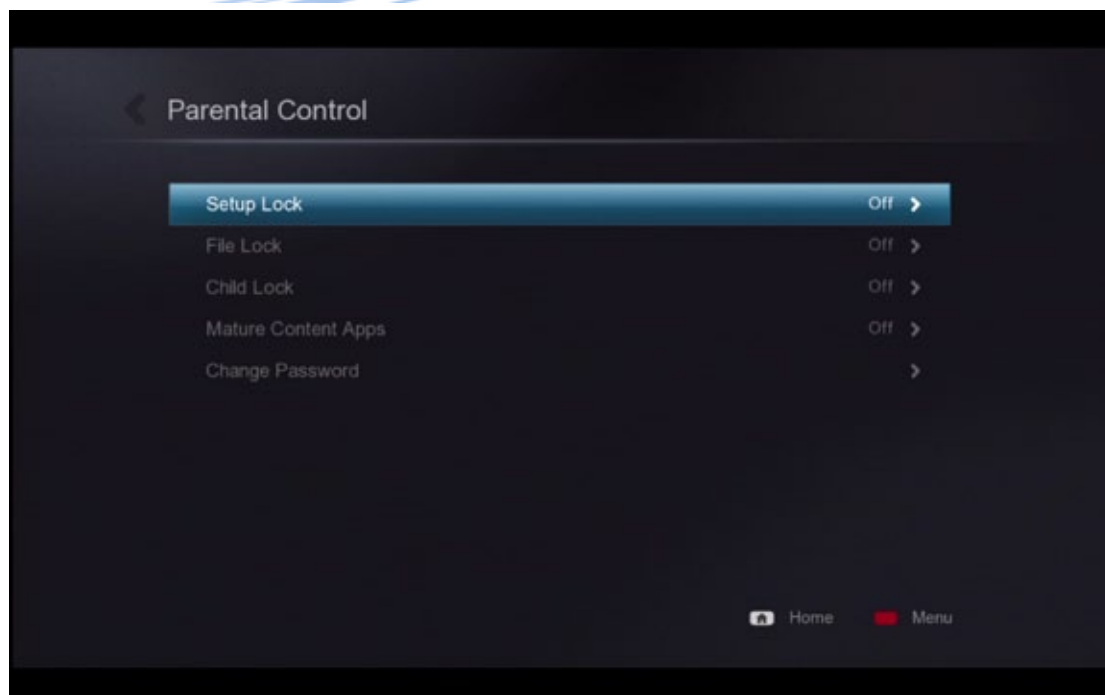 Parental Control
Setup Lock Off
File Lock Off
Child Lock Off
Mature Content Apps Off
Change Password
Home Menu